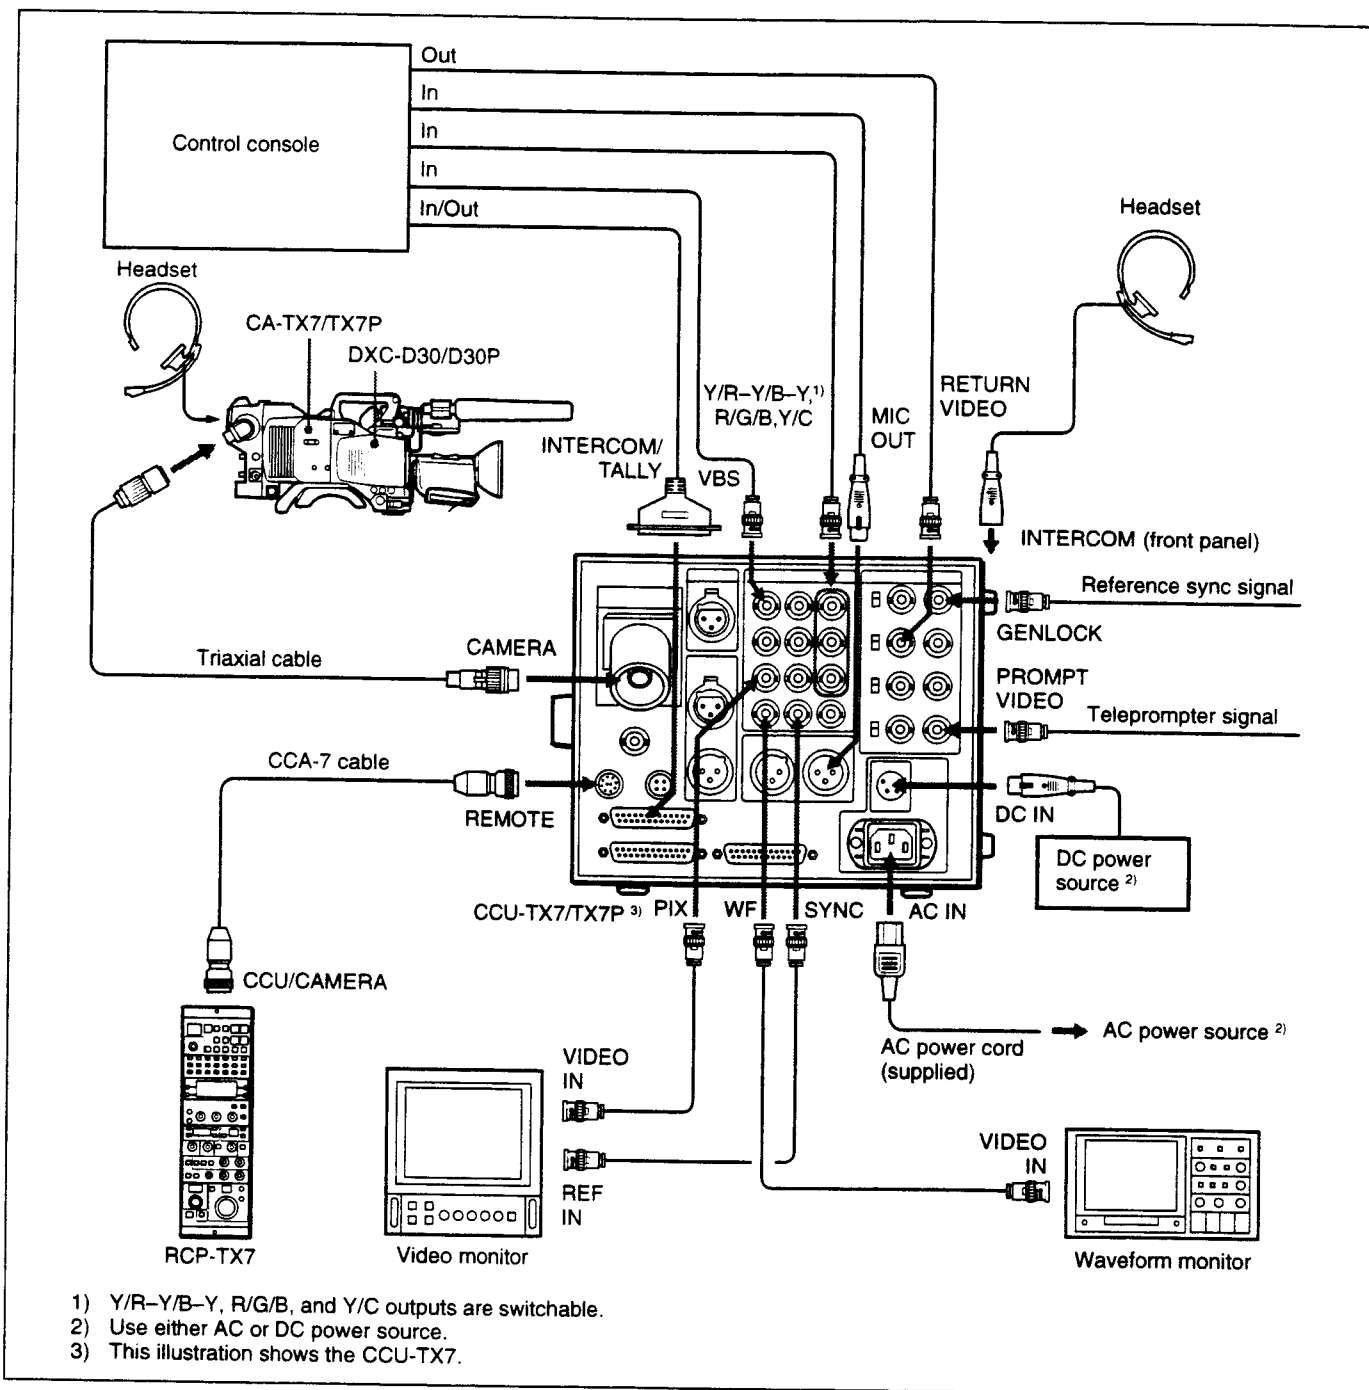 Out
In
In
In
In/Out
Control console
Headset
Headset
CA-TX7/TX7P
DXC-D30/D30P
Y/R–Y/B–Y,1)
R/G/B,Y/C
MIC
OUT
RETURN
VIDEO
INTERCOM/
TALLY
VBS
INTERCOM (front panel)
Reference sync signal
GENLOCK
CAMERA
Triaxial cable
PROMPT
VIDEO
Teleprompter signal
CCA-7 cable
REMOTE
DC IN
DC power
source 2)
CCU-TX7/TX7P 3)
PIX
WF
SYNC
AC IN
CCU/CAMERA
AC power source 2)
AC power cord
(supplied)
VIDEO
IN
REF
IN
VIDEO
IN
RCP-TX7
Video monitor
Waveform monitor
1) Y/R–Y/B–Y, R/G/B, and Y/C outputs are switchable.
2) Use either AC or DC power source.
3) This illustration shows the CCU-TX7.